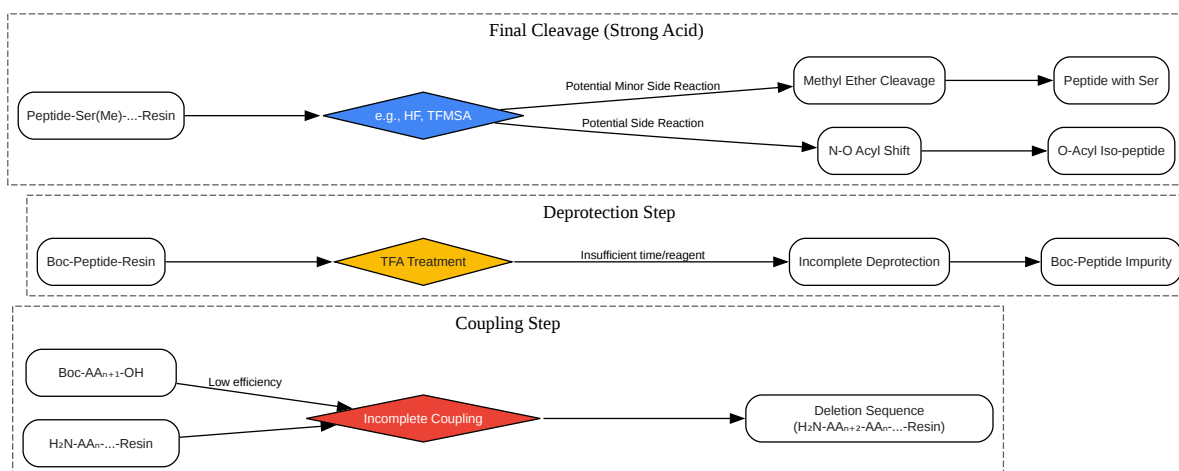 Final Cleavage (Strong Acid)
Peptide-Ser(Me)-...-Resin
e.g., HF, TFMSA
Potential Minor Side Reaction
Methyl Ether Cleavage
Peptide with Ser
Potential Side Reaction
N-O Acyl Shift
O-Acyl Iso-peptide
Deprotection Step
Boc-Peptide-Resin
TFA Treatment
Insufficient time/reagent
Incomplete Deprotection
Boc-Peptide Impurity
Coupling Step
Boc-AAₙ₊₁-OH
Low efficiency
H₂N-AAₙ-...-Resin
Incomplete Coupling
Deletion Sequence
(H₂N-AAₙ₊₂-AAₙ-...-Resin)